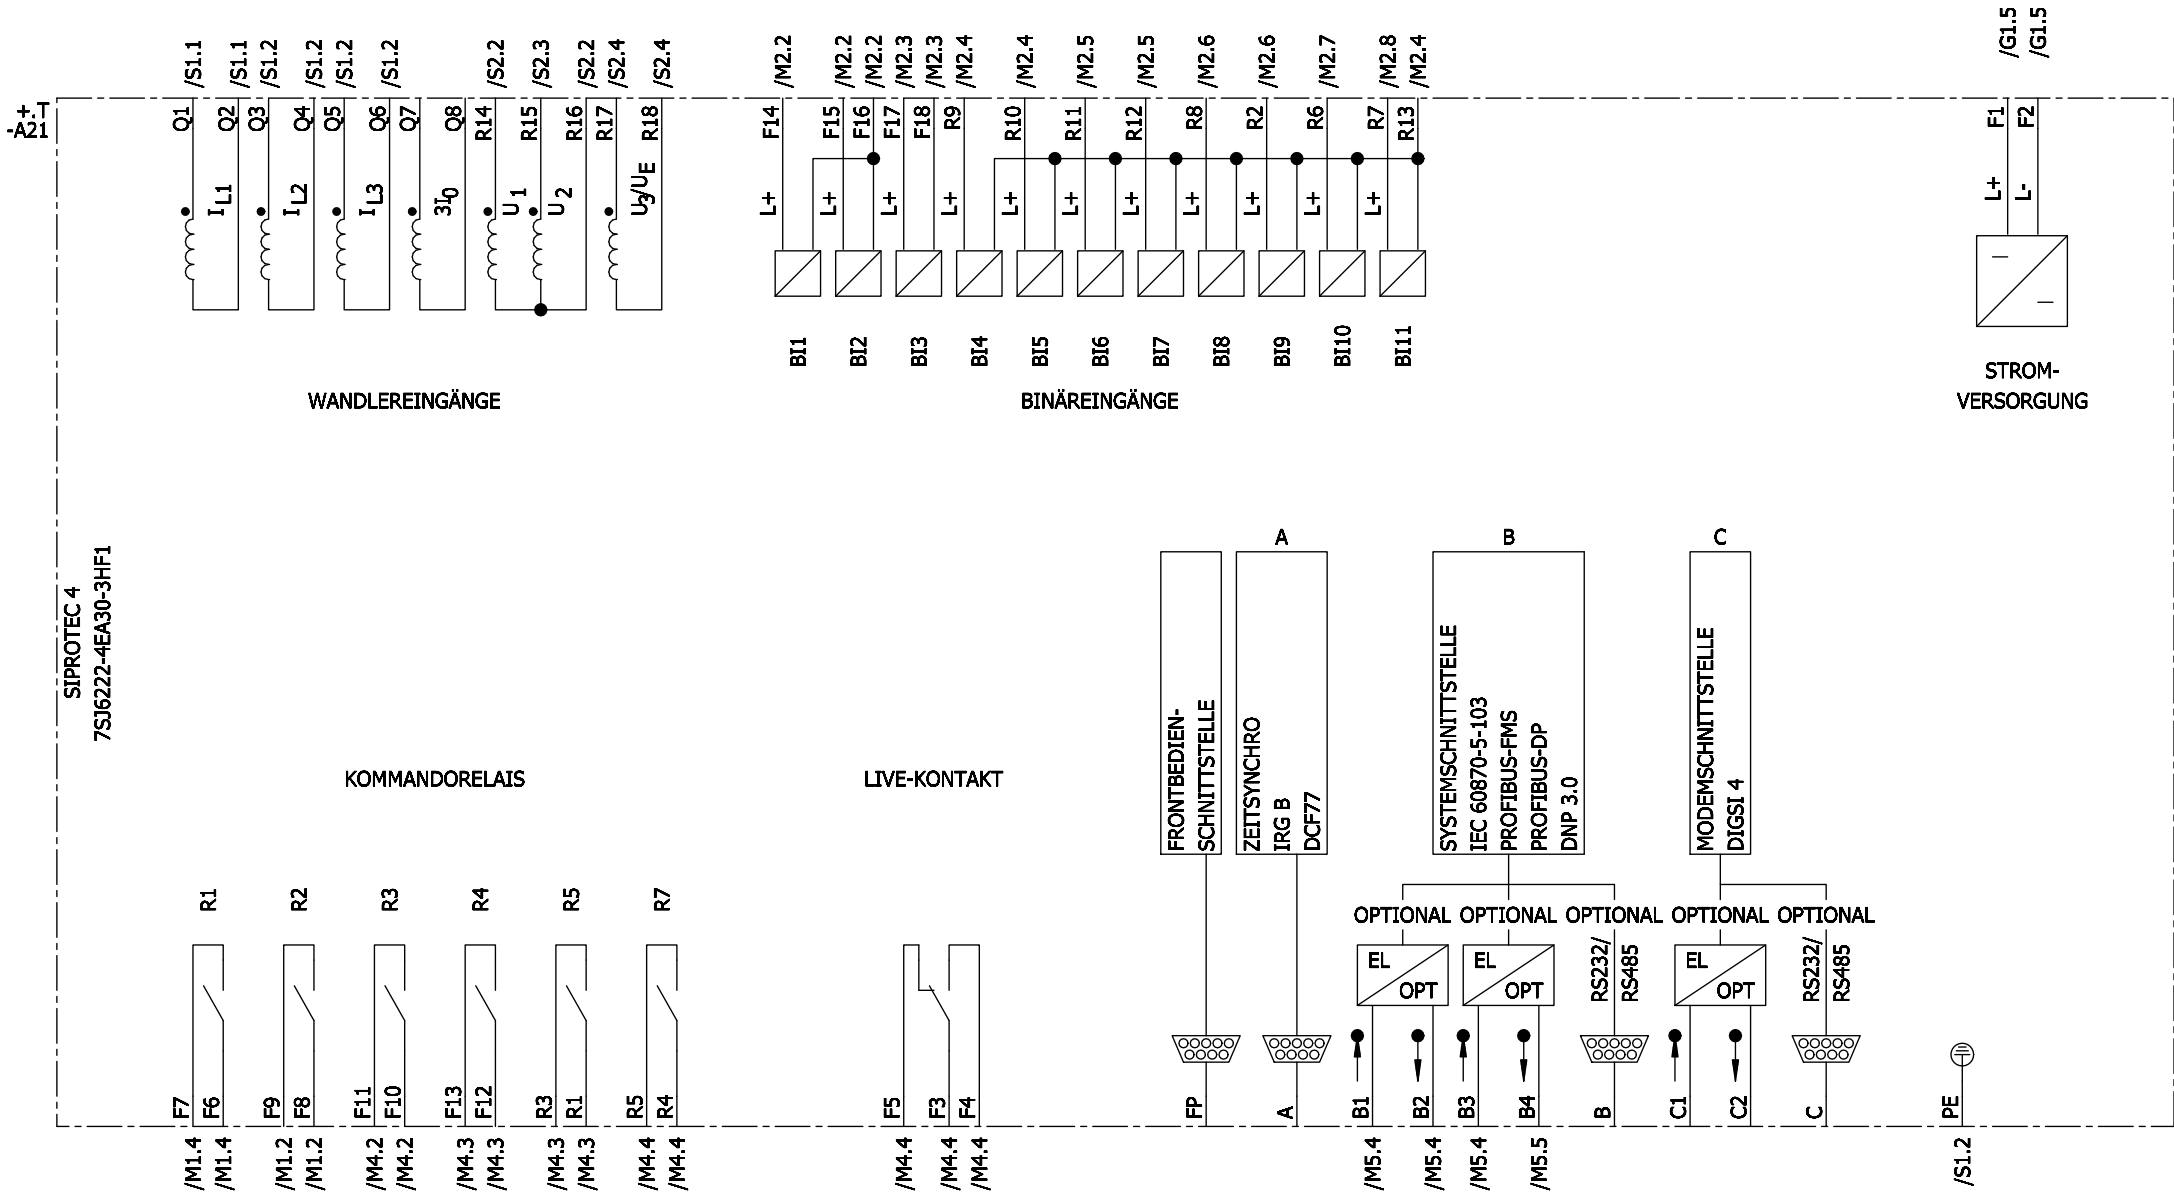 /S1.1 /S1.1 /S1.2 /S1.2 /S1.2 /S1.2 /S2.2 /S2.3 /S2.2 /S2.4 /S2.4 /M2.2 /M2.2 /M2.2 /M2.3 /M2.3 /M2.4 /M2.4 /M2.5 /M2.5 /M2.6 /M2.6 /M2.7 /M2.8 /M2.4 /G1.5 /G1.5
+.T
-A21
Q1 Q2 Q3 Q4 Q5 Q6 Q7 Q8 R14 R15 R16 R17 R18 F14 F15 F16 F17 F18 R9 R10 R11 R12 R8 R2 R6 R7 R13 F1 F2
IL1 IL2 IL3 3I0 U1 U2 U3/UE L+ L+ L+ L+ L+ L+ L+ L+ L+ L+ L+ L+ L-
BI1 BI2 BI3 BI4 BI5 BI6 BI7 BI8 BI9 BI10 BI11
STROM-
VERSORGUNG
WANDLEREINGÄNGE
BINÄREINGÄNGE
SIPROTEC 4
7SJ6222-4EA30-3HF1
A B C
FRONTBEDIEN-
SCHNITTSTELLE
ZEITSYNCHRO
IRG B
DCF77
SYSTEMSCHNITTSTELLE
IEC 60870-5-103
PROFIBUS-FMS
PROFIBUS-DP
DNP 3.0
MODEMSCHNITTSTELLE
DIGSI 4
KOMMANDORELAIS
LIVE-KONTAKT
R1 R2 R3 R4 R5 R7
OPTIONAL OPTIONAL OPTIONAL OPTIONAL OPTIONAL
EL OPT
EL OPT
RS232/
RS485
EL OPT
RS232/
RS485
F7 F6 F9 F8 F11 F10 F13 F12 R3 R1 R5 R4 F5 F3 F4 FP A B1 B2 B3 B4 B C1 C2 C PE
/M1.4 /M1.4 /M1.2 /M1.2 /M4.2 /M4.2 /M4.3 /M4.3 /M4.3 /M4.3 /M4.4 /M4.4 /M4.4 /M4.4 /M4.4 /M5.4 /M5.4 /M5.4 /M5.5 /S1.2